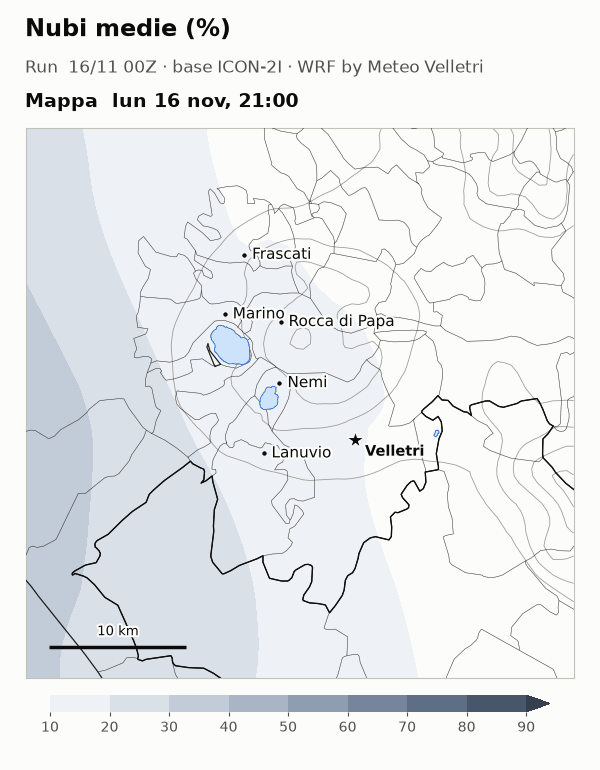 Nubi medie (%)
Run 16/11 00Z · base ICON-2I · WRF by Meteo Velletri
Mappa lun 16 nov, 21:00
Frascati
Marino
Rocca di Papa
Nemi
Lanuvio
Velletri
10 km
10 20 30 40 50 60 70 80 90